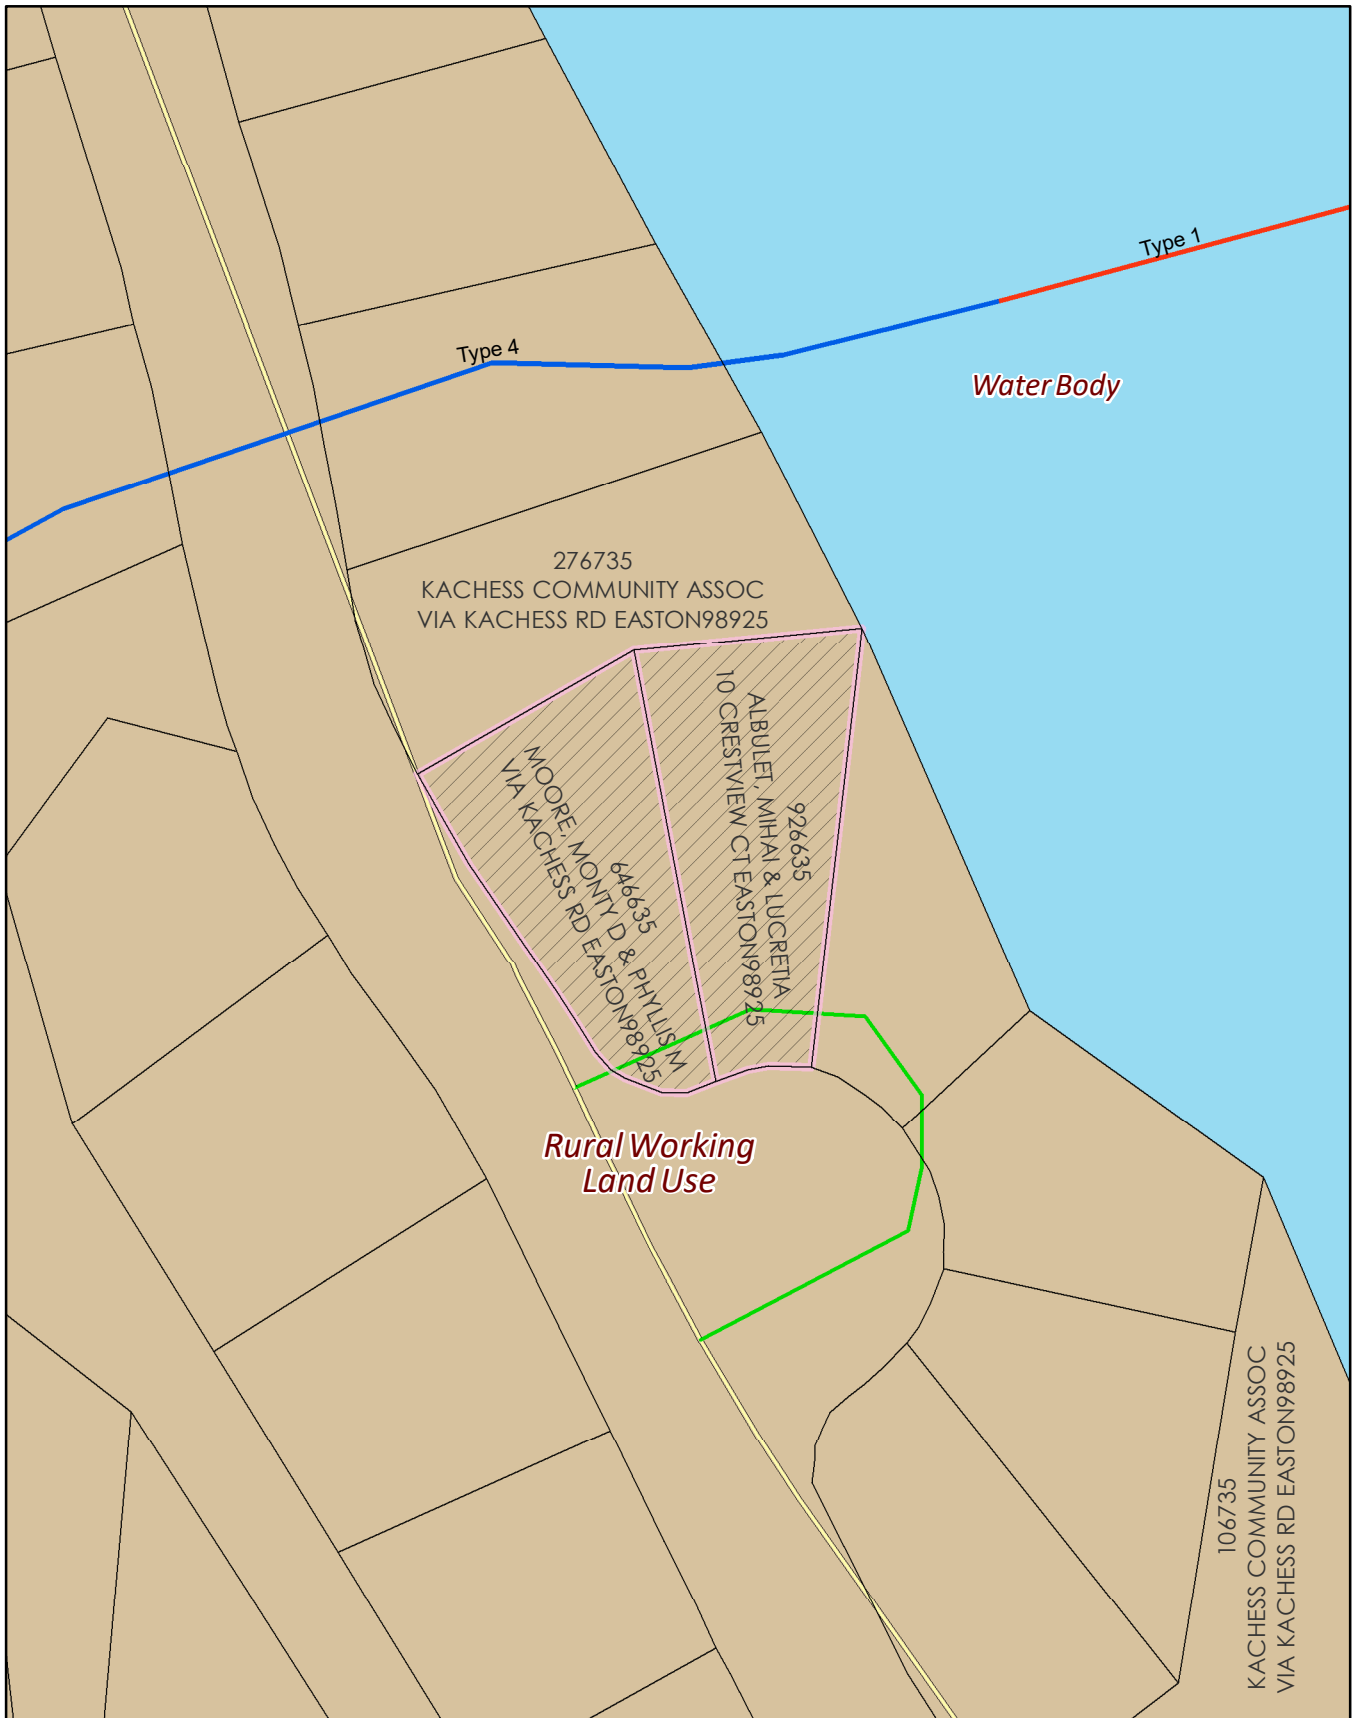 Type 1
Type 4
Water Body
276735
KACHESS COMMUNITY ASSOC
VIA KACHESS RD EASTON98925
926635
ALBULET, MIHAI & LUCRETIA
10 CRESTVIEW CT EASTON98925
646635
MOORE, MONTY D & PHYLLIS M
VIA KACHESS RD EASTON98925
Rural Working
Land Use
106735
KACHESS COMMUNITY ASSOC
VIA KACHESS RD EASTON98925